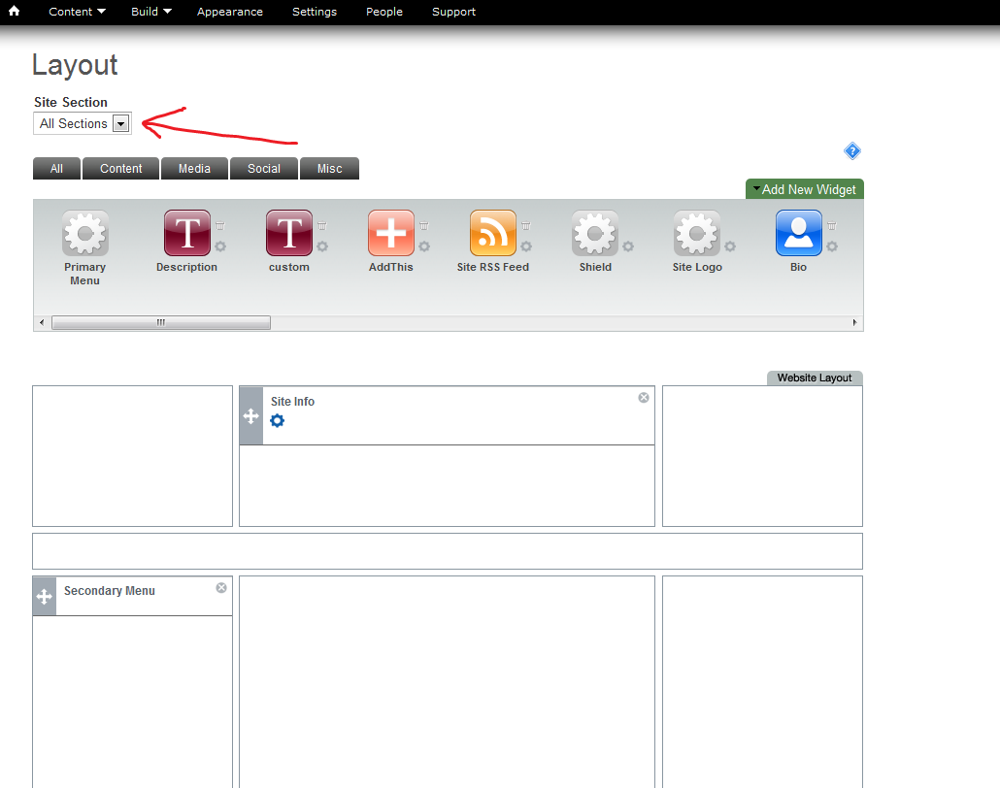 Content Build Appearance Settings People Support
Layout
Site Section
All Sections
?
All Content Media Social Misc
Add New Widget
T T
Primary Menu Description custom AddThis Site RSS Feed Shield Site Logo Bio
Website Layout
Site Info
Secondary Menu